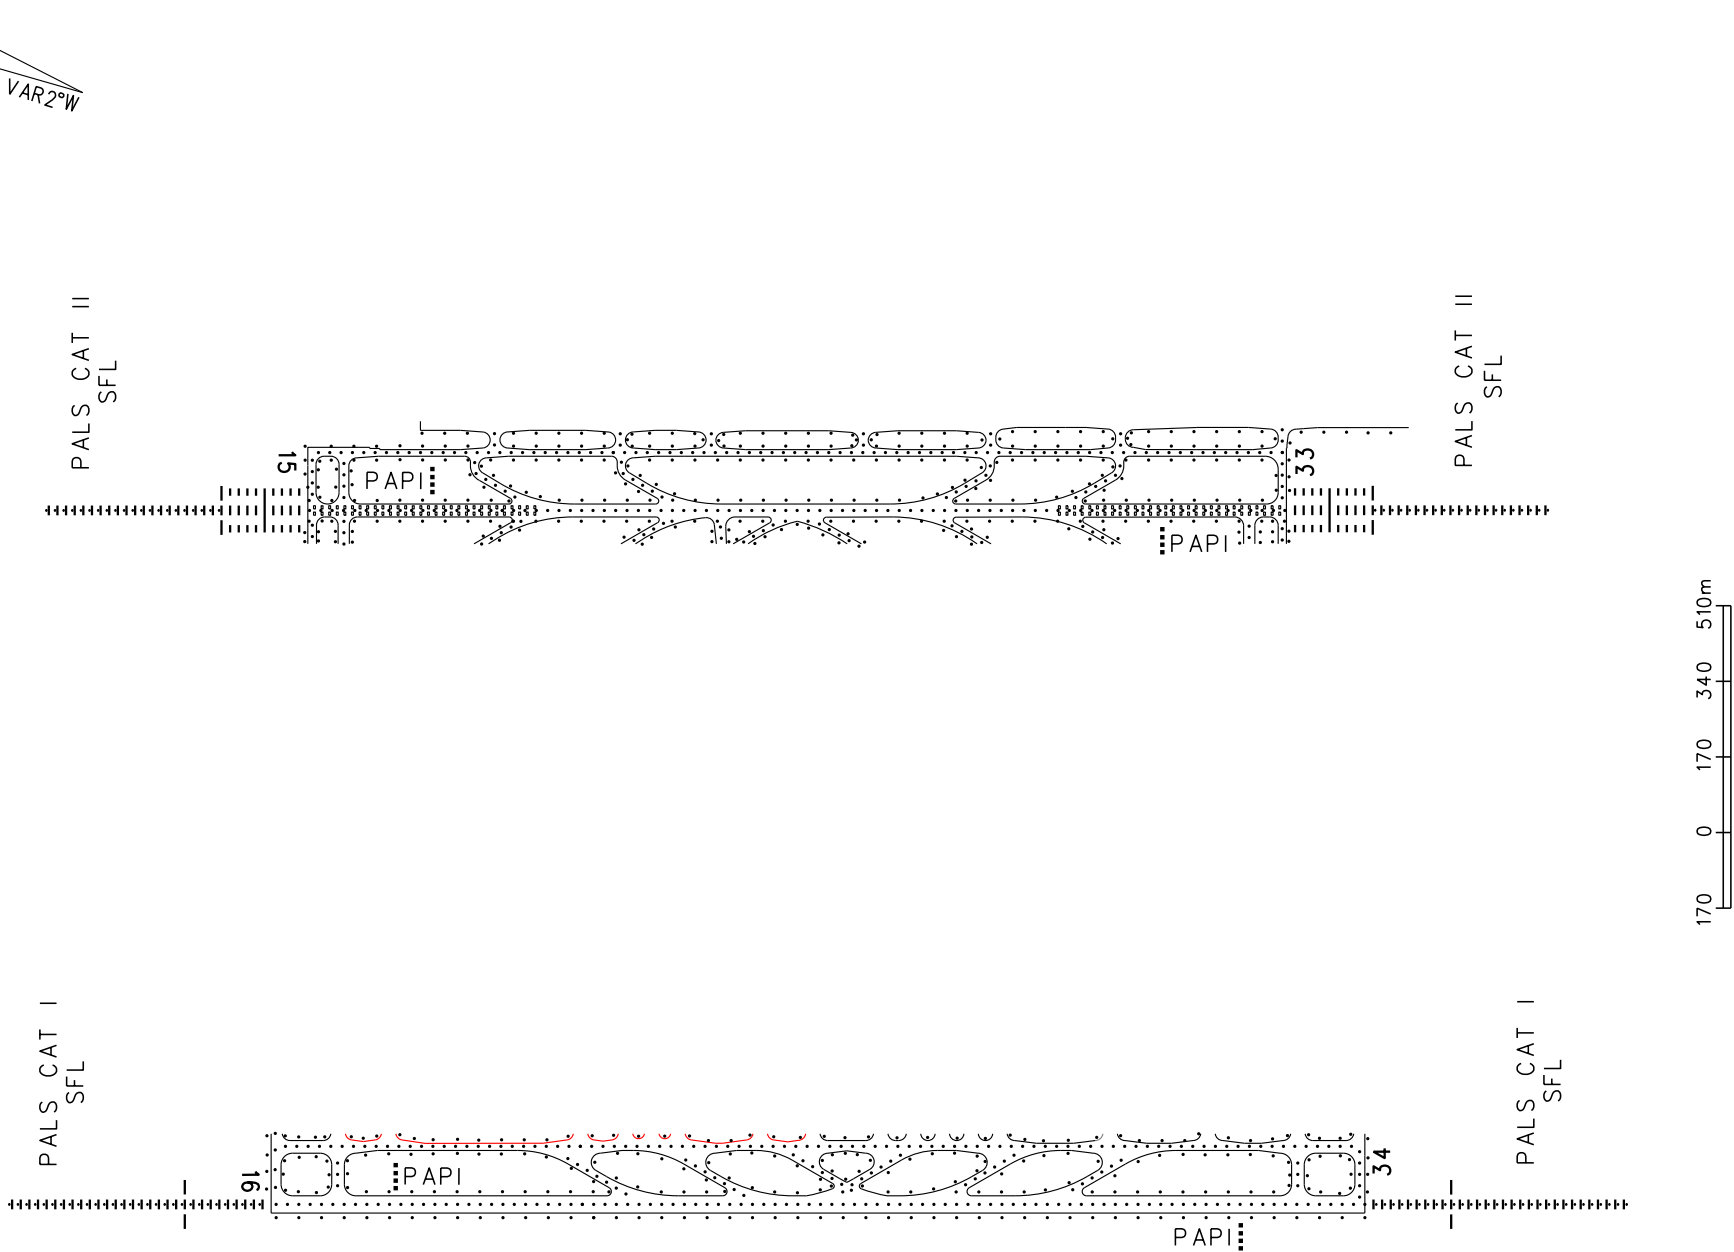 VAR2°W
PALS CAT II
SFL
PALS CAT II
SFL
15
PAPI
33
PAPI
510m
340
170
0
170
PALS CAT I
SFL
PALS CAT I
SFL
16
PAPI
34
PAPI